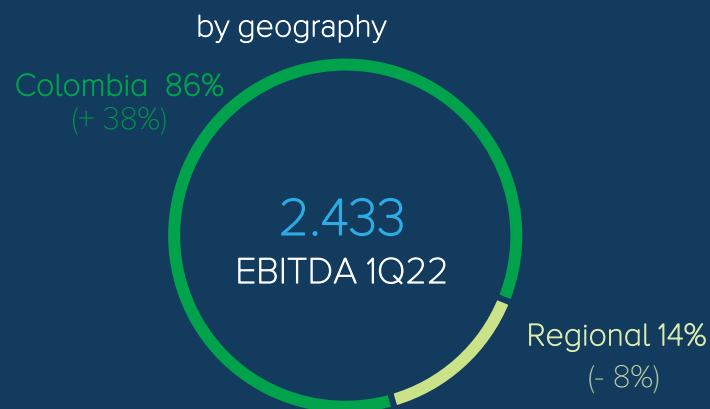 by geography
Colombia 86%
(+ 38%)
2.433
EBITDA 1Q22
Regional 14%
(- 8%)